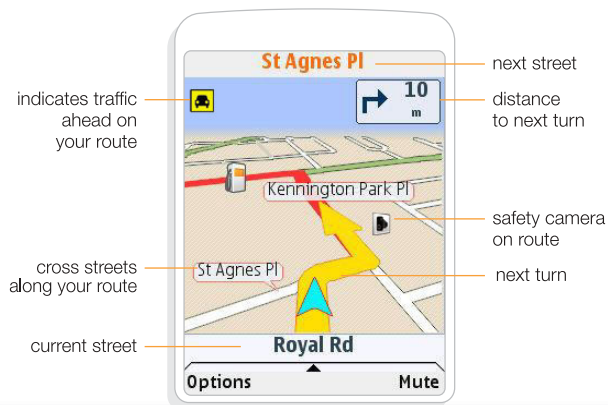 St Agnes Pl
next street
indicates traffic
ahead on
your route
10
m
distance
to next turn
Kennington Park Pl
safety camera
on route
cross streets
along your route
St Agnes Pl
next turn
current street
Royal Rd
Options
Mute